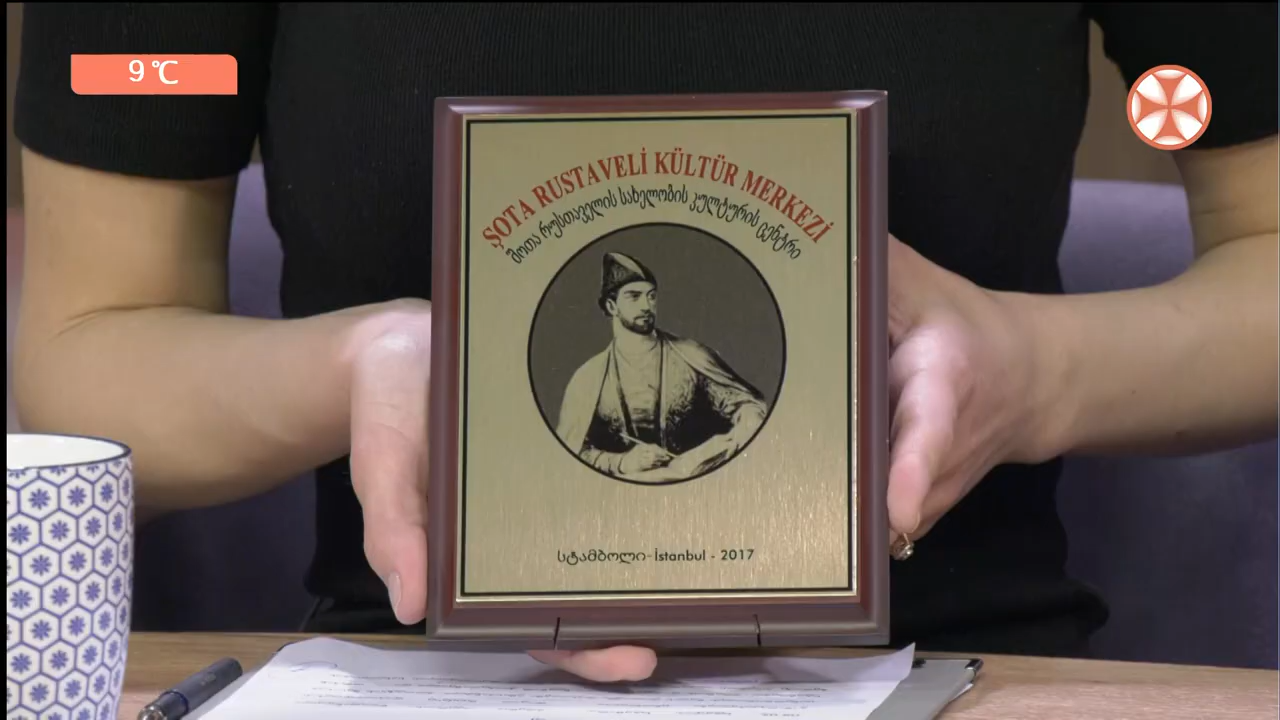 9℃
ŞOTA RUSTAVELİ KÜLTÜR MERKEZİ
შოთა რუსთაველის სახელობის კულტურის ცენტრი
სტამბოლი-İstanbul - 2017